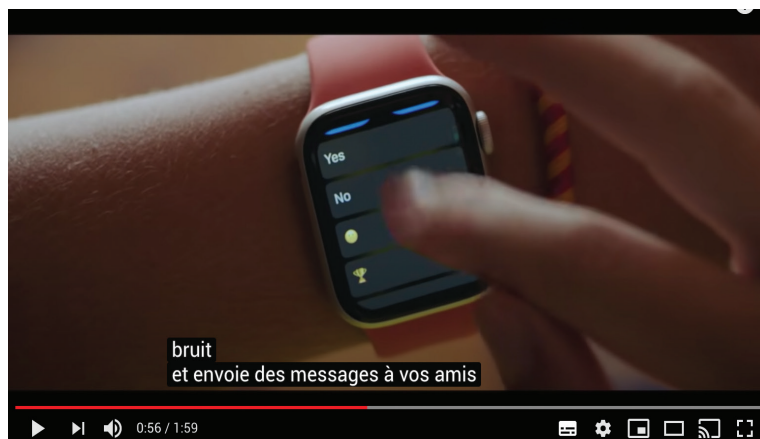 Yes
No
bruit
et envoie des messages à vos amis
0:56 / 1:59